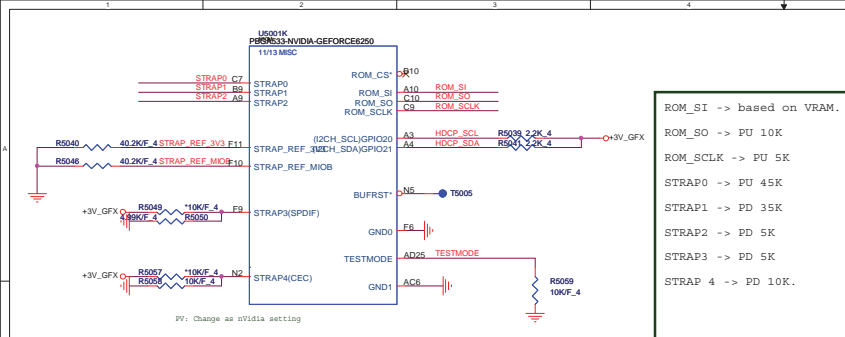 1
2
3
4
A
U5001K
PBGA533-NVIDIA-GEFORCE6250
11/13 MISC
STRAP0 C7 STRAP0
STRAP1 B9 STRAP1
STRAP2 A9 STRAP2
ROM_CS* B10
ROM_SI A10 ROM_SI
ROM_SO C10 ROM_SO
ROM_SCLK C9 ROM_SCLK
R5040 40.2K/F_4 STRAP_REF_3V3 F11 STRAP_REF_3V3
R5046 40.2K/F_4 STRAP_REF_MIOB F10 STRAP_REF_MIOB
(I2CH_SCL)GPIO20 A3 HDCP_SCL R5039 2.2K_4 +3V_GFX
(I2CH_SDA)GPIO21 A4 HDCP_SDA R5041 2.2K_4
BUFRST* N5 T5005
+3V_GFX R5049 *10K/F_4 F9 STRAP3(SPDIF)
4.99K/F_4 R5050
GND0 F6
TESTMODE AD25 TESTMODE
+3V_GFX R5057 *10K/F_4 N2 STRAP4(CEC)
R5058 10K/F_4
GND1 AC6
R5059
10K/F_4
PV: Change as nVidia setting
ROM_SI -> based on VRAM.
ROM_SO -> PU 10K
ROM_SCLK -> PU 5K
STRAP0 -> PU 45K
STRAP1 -> PD 35K
STRAP2 -> PD 5K
STRAP3 -> PD 5K
STRAP 4 -> PD 10K.